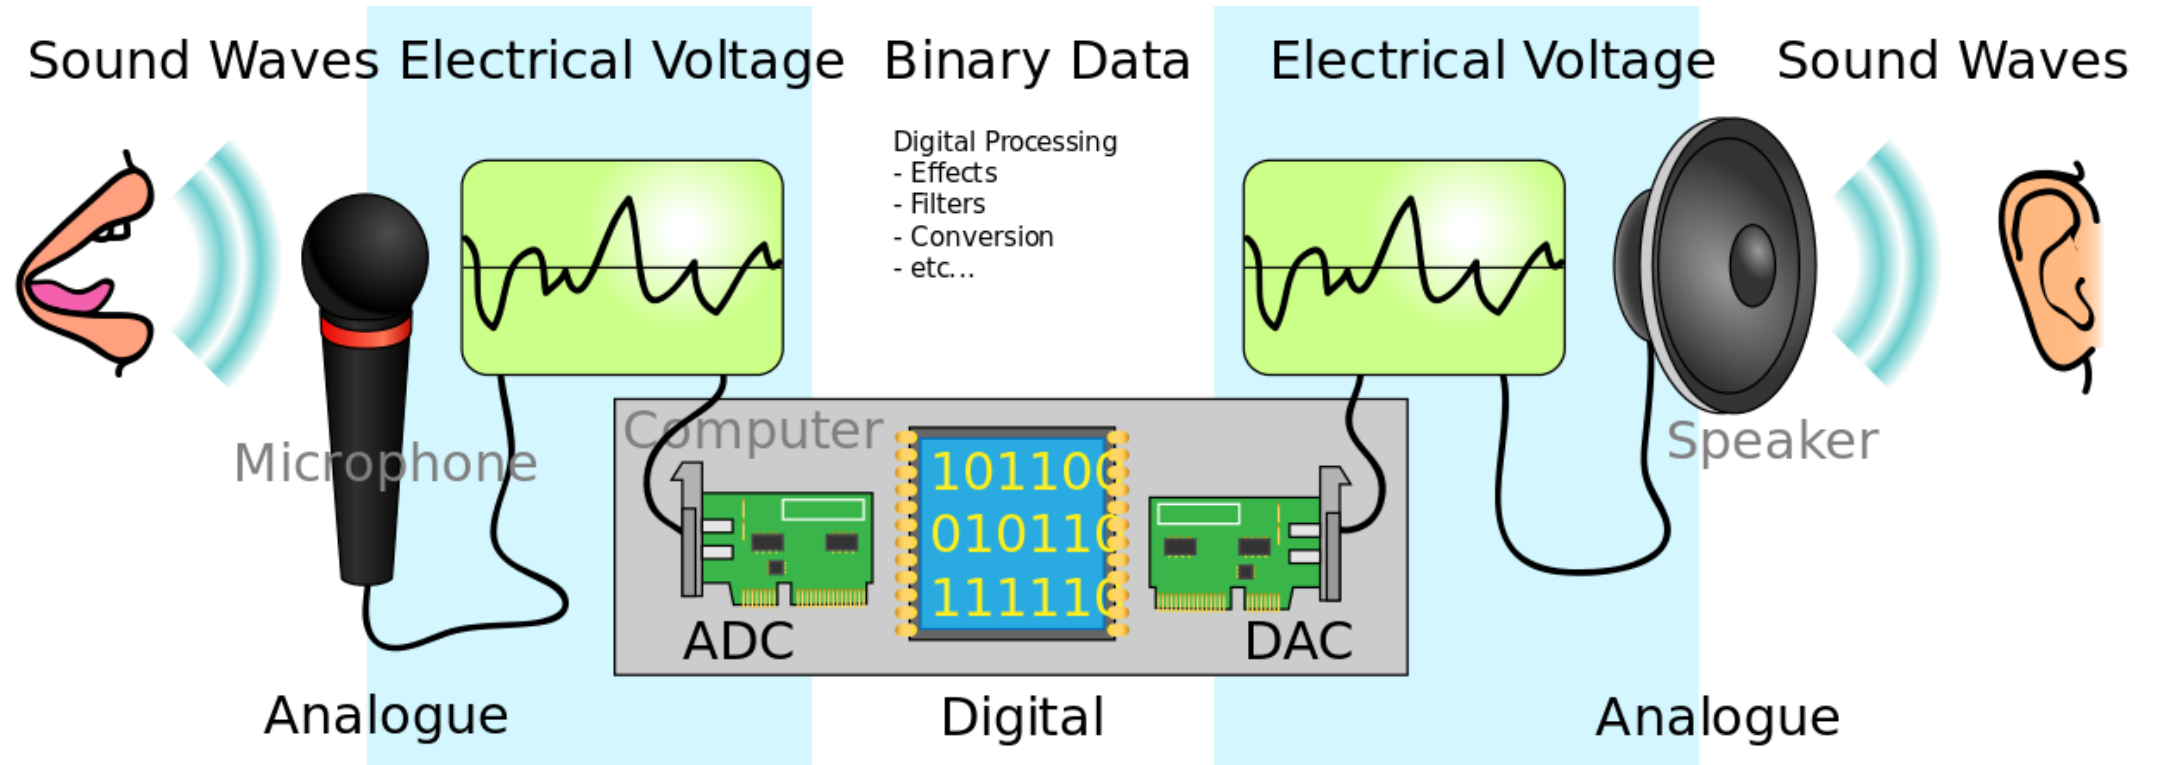 Sound Waves
Electrical Voltage
Binary Data
Electrical Voltage
Sound Waves
Digital Processing
- Effects
- Filters
- Conversion
- etc...
Microphone
Computer
Speaker
101100
010110
111110
ADC
DAC
Analogue
Digital
Analogue